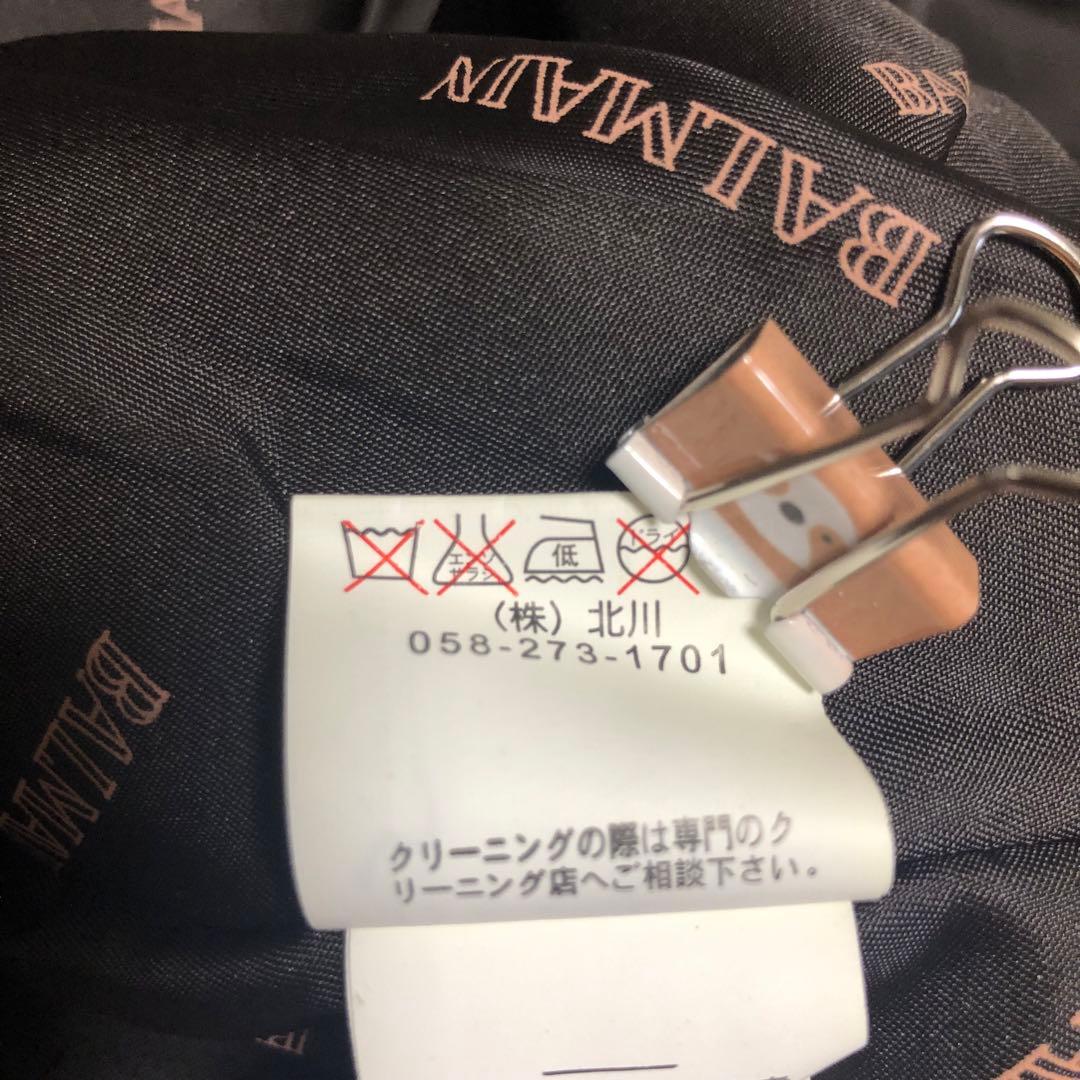 BALMAIN
BA
BALMAIN
エンソ
サラシ
低
ドライ
(株) 北川
058-273-1701
クリーニングの際は専門のク
リーニング店へご相談下さい。